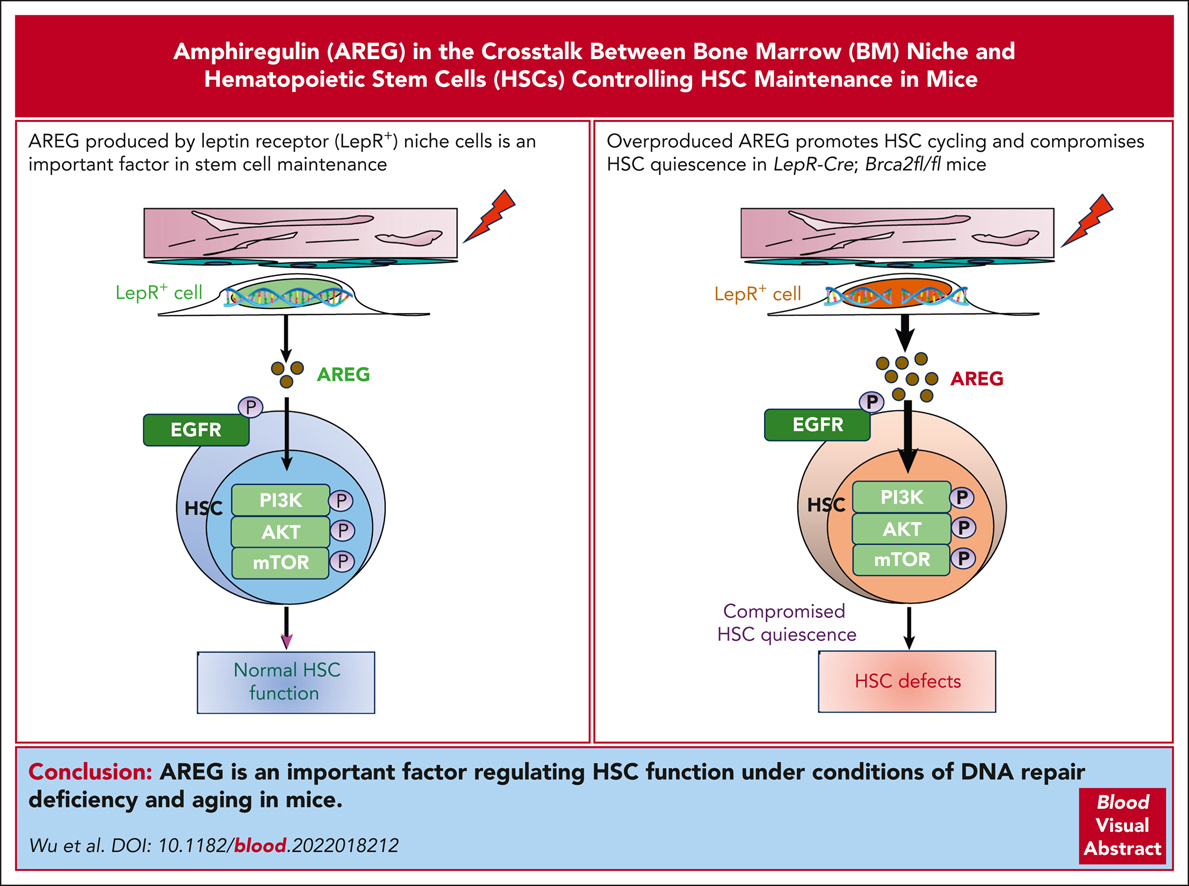 Amphiregulin (AREG) in the Crosstalk Between Bone Marrow (BM) Niche and
Hematopoietic Stem Cells (HSCs) Controlling HSC Maintenance in Mice
AREG produced by leptin receptor (LepR+) niche cells is an
important factor in stem cell maintenance
LepR+ cell
AREG
P
EGFR
HSC
PI3K P
AKT P
mTOR P
Normal HSC
function
Overproduced AREG promotes HSC cycling and compromises
HSC quiescence in LepR-Cre; Brca2fl/fl mice
LepR+ cell
AREG
P
EGFR
HSC
PI3K P
AKT P
mTOR P
Compromised
HSC quiescence
HSC defects
Conclusion: AREG is an important factor regulating HSC function under conditions of DNA repair
deficiency and aging in mice.
Wu et al. DOI: 10.1182/blood.2022018212
Blood
Visual
Abstract